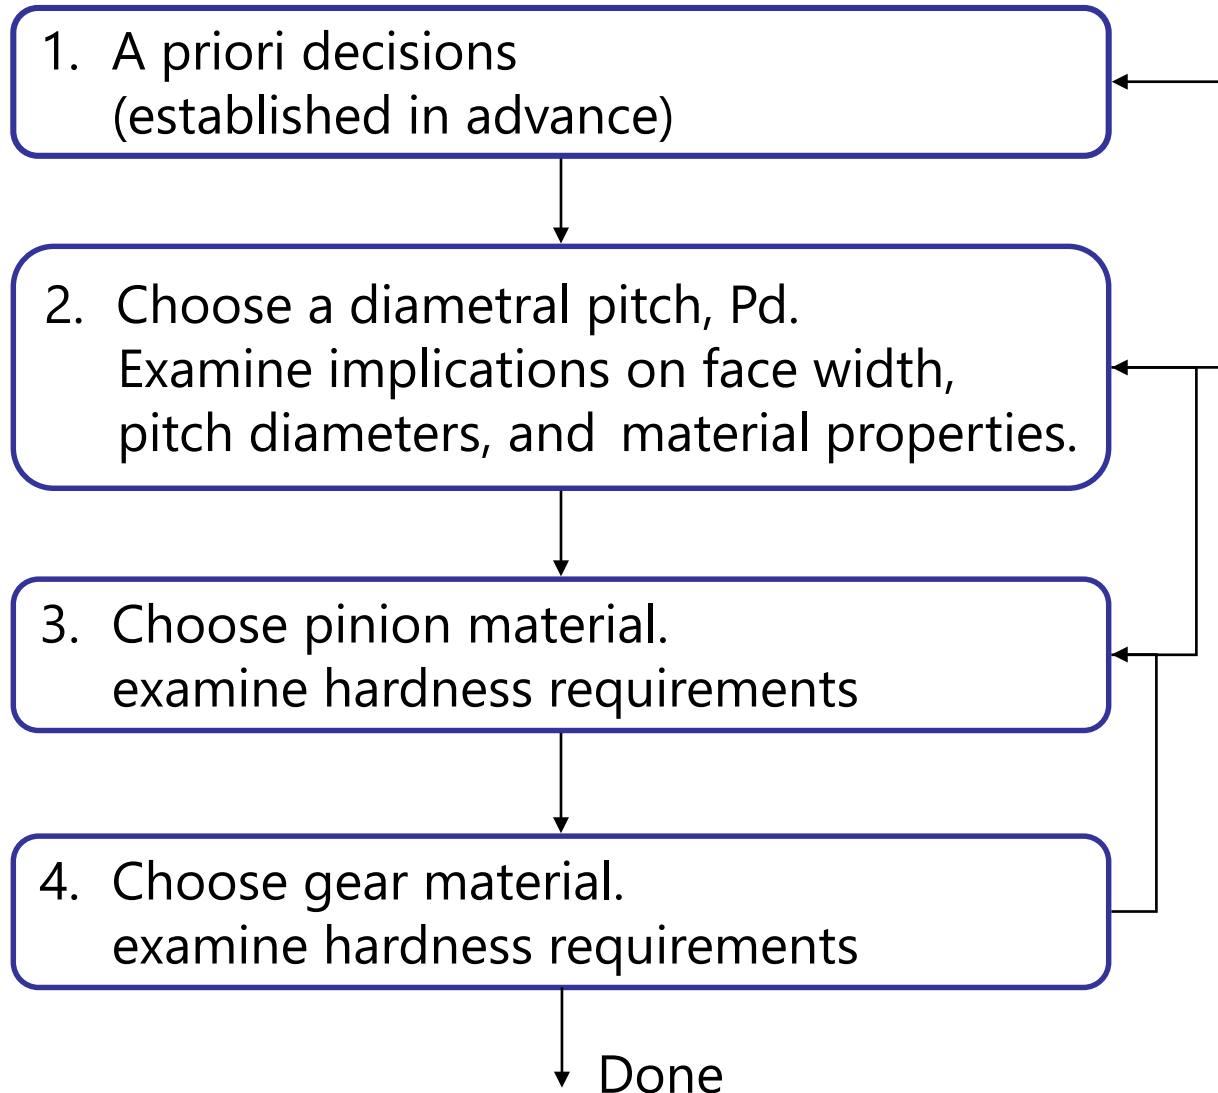 1. A priori decisions
(established in advance)
2. Choose a diametral pitch, Pd.
Examine implications on face width,
pitch diameters, and material properties.
3. Choose pinion material.
examine hardness requirements
4. Choose gear material.
examine hardness requirements
Done